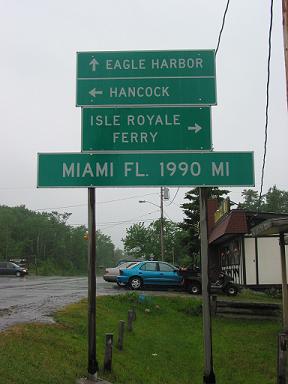 ↑ EAGLE HARBOR
← HANCOCK
ISLE ROYALE →
FERRY
MIAMI FL. 1990 MI